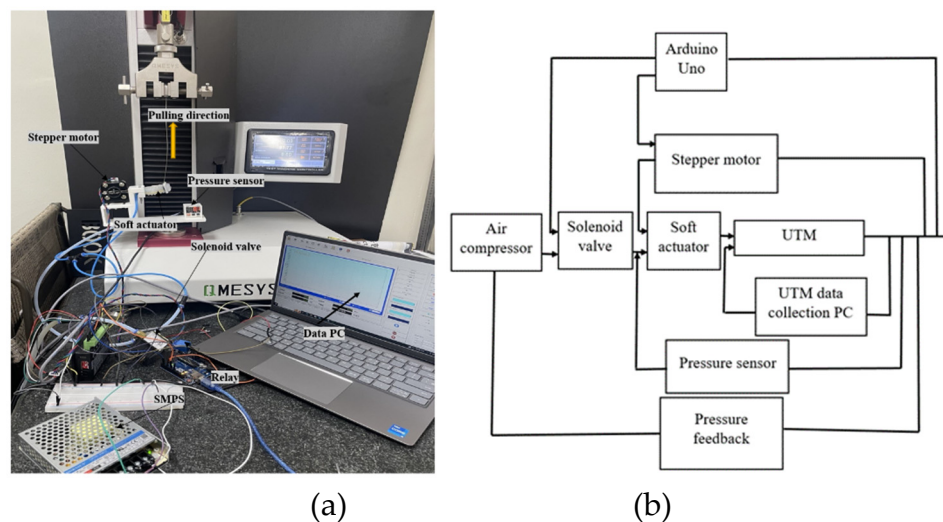 Pulling direction
Stepper motor
Pressure sensor
Soft actuator
Solenoid valve
QMESYS
Data PC
Relay
SMPS
(a)
Arduino
Uno
Stepper motor
Air
compressor
Solenoid
valve
Soft
actuator
UTM
UTM data
collection PC
Pressure sensor
Pressure
feedback
(b)